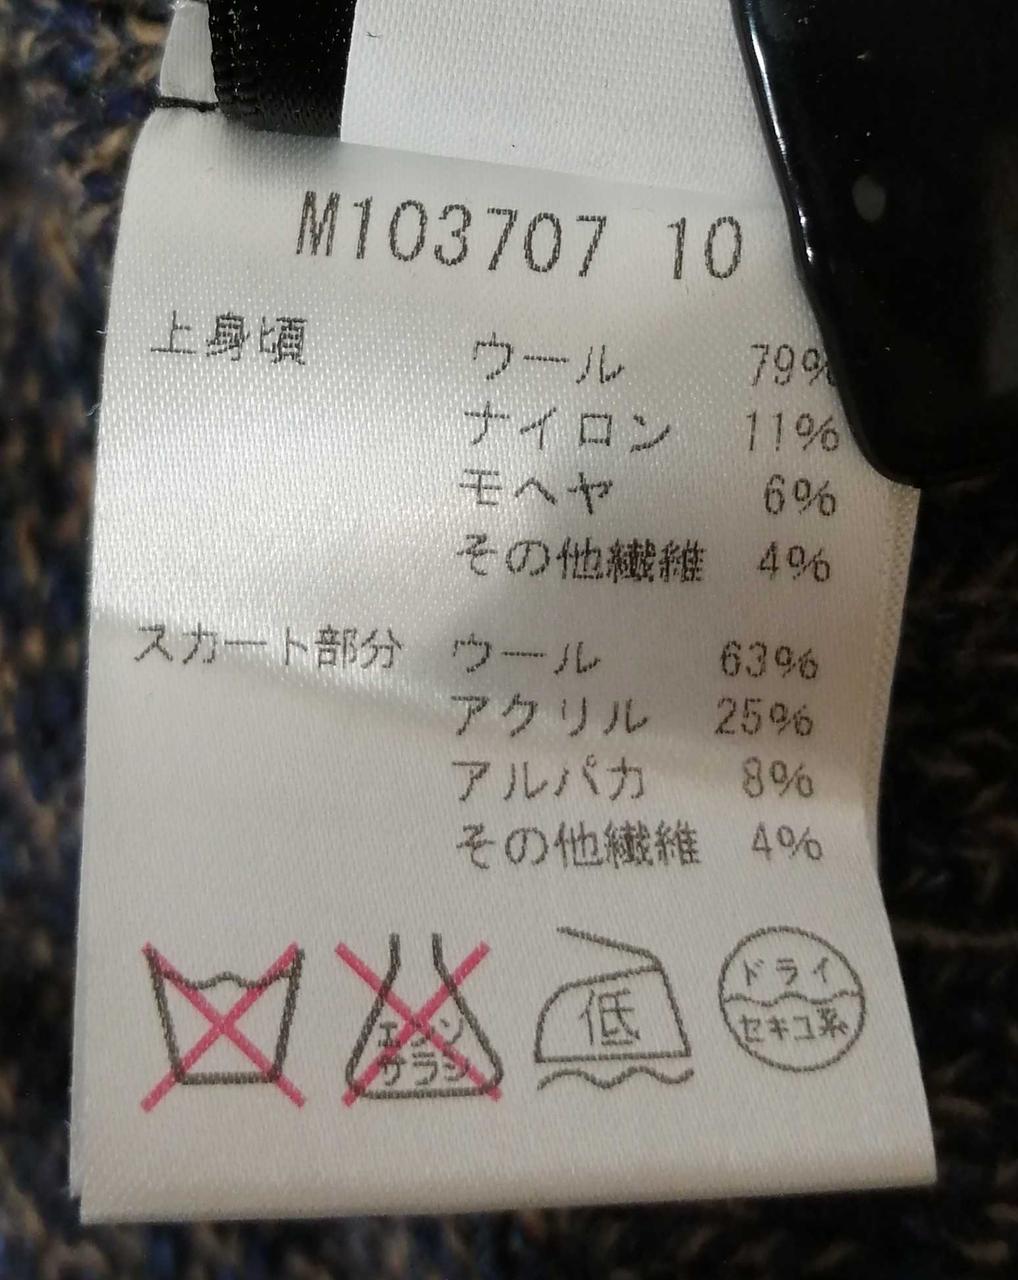 M103707 10
上身頃 ウール 79%
ナイロン 11%
モヘヤ 6%
その他繊維 4%
スカート部分 ウール 63%
アクリル 25%
アルパカ 8%
その他繊維 4%
エンソ
サラシ
低
ドライ
セキユ系